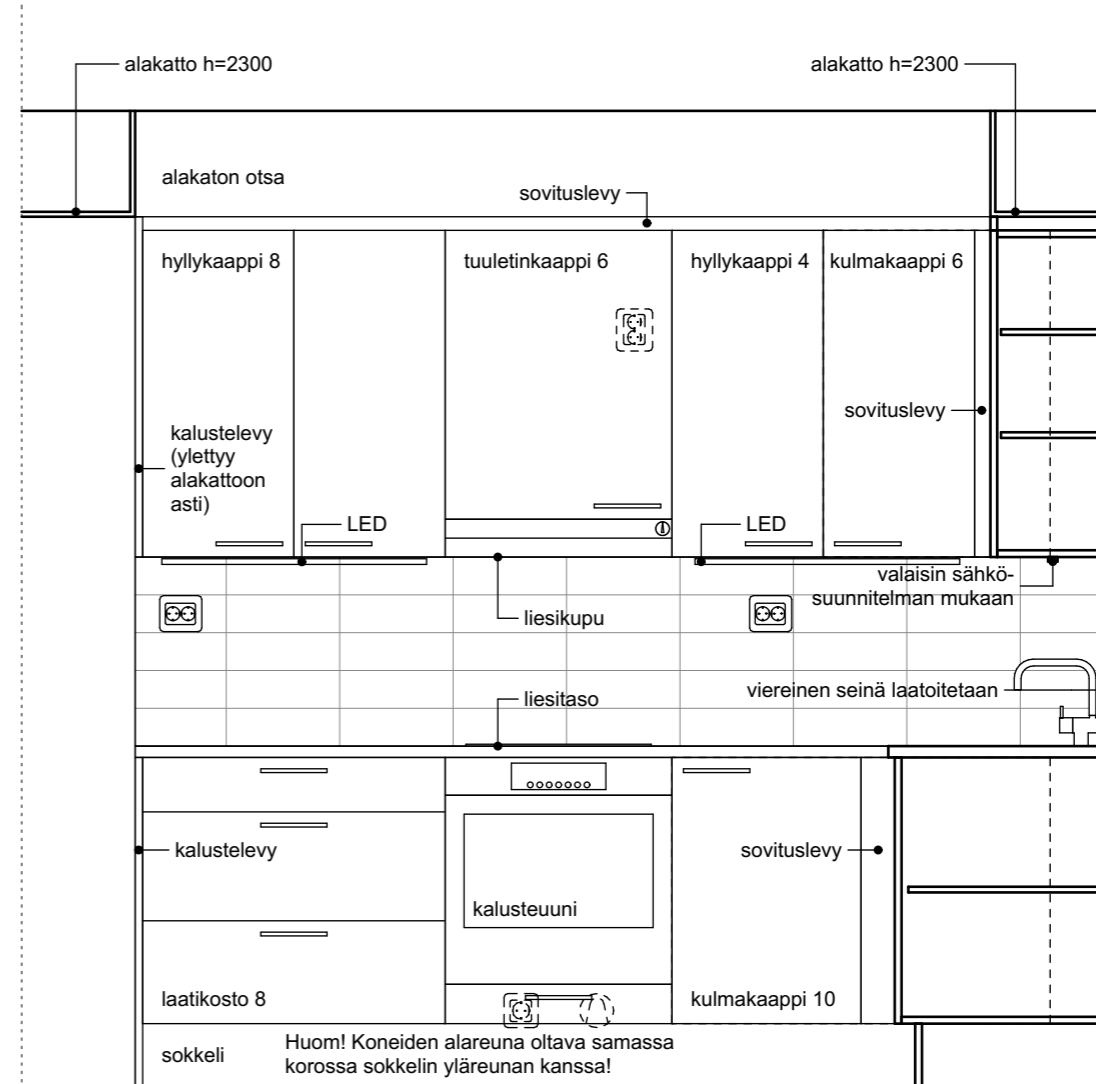 alakatto h=2300
alakatto h=2300
alakaton otsa
sovituslevy
hyllykaappi 8
tuuletinkaappi 6
hyllykaappi 4
kulmakaappi 6
sovituslevy
kalustelevy
(ylettyy
alakattoon
asti)
LED
LED
valaisin sähkö-
suunnitelman mukaan
liesikupu
viereinen seinä laatoitetaan
liesitaso
kalustelevy
sovituslevy
kalusteuuni
laatikosto 8
kulmakaappi 10
sokkeli
Huom! Koneiden alareuna oltava samassa
korossa sokkelin yläreunan kanssa!